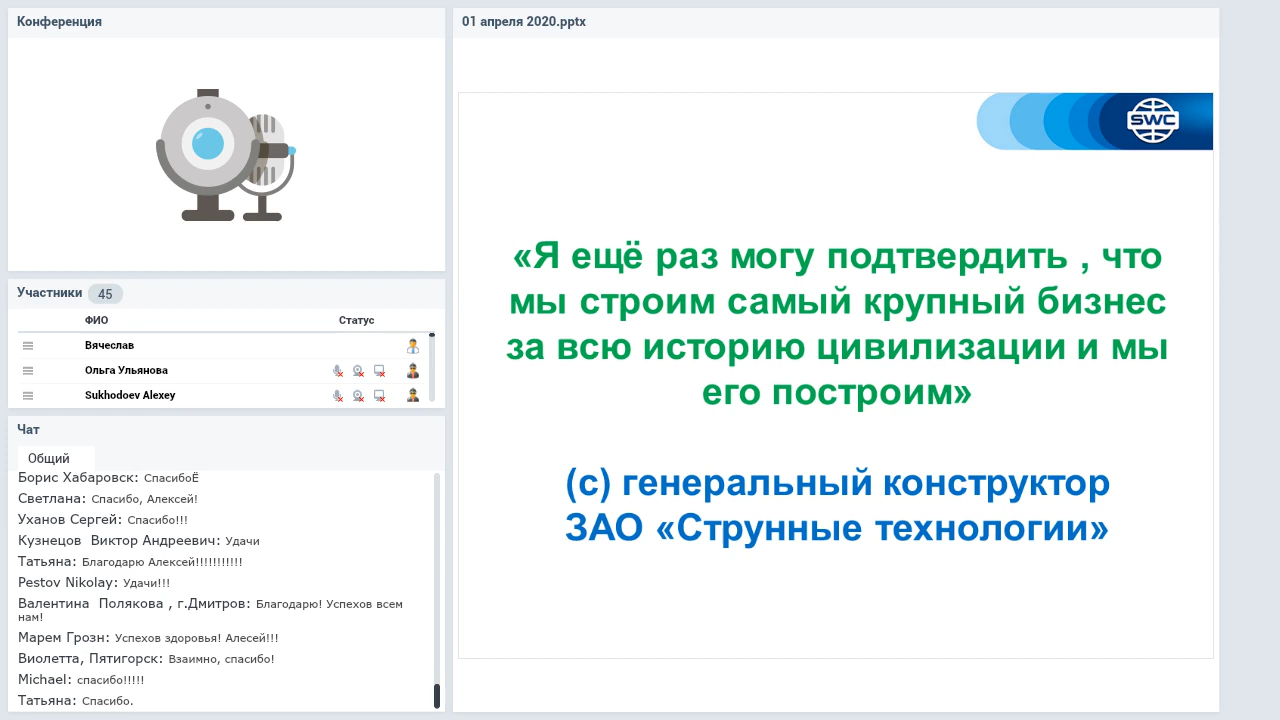 Конференция
Участники 45
ФИО Статус
Вячеслав
Ольга Ульянова
Sukhodoev Alexey
Чат
Общий
Борис Хабаровск: СпасибоЁ
Светлана: Спасибо, Алексей!
Уханов Сергей: Спасибо!!!
Кузнецов Виктор Андреевич: Удачи
Татьяна: Благодарю Алексей!!!!!!!!!!!
Pestov Nikolay: Удачи!!!
Валентина Полякова , г.Дмитров: Благодарю! Успехов всем
нам!
Марем Грозн: Успехов здоровья! Алесей!!!
Виолетта, Пятигорск: Взаимно, спасибо!
Michael: спасибо!!!!!
Татьяна: Спасибо.
01 апреля 2020.pptx
SWC
«Я ещё раз могу подтвердить , что
мы строим самый крупный бизнес
за всю историю цивилизации и мы
его построим»
(с) генеральный конструктор
ЗАО «Струнные технологии»